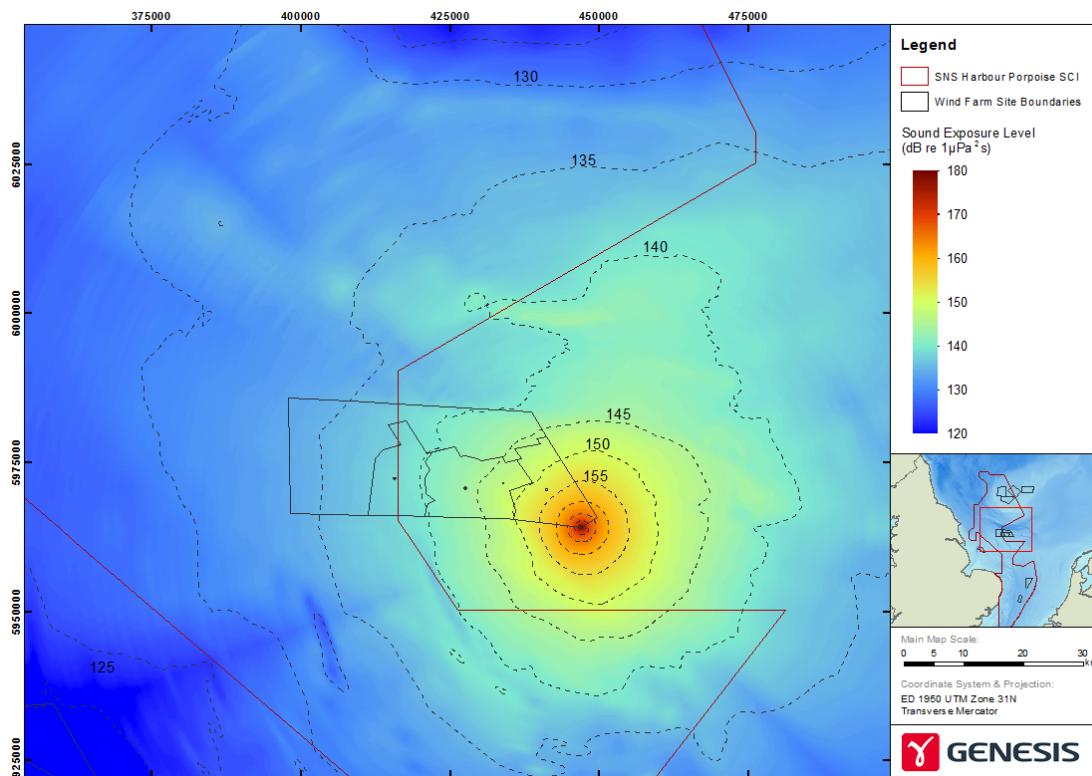 375000
400000
425000
450000
475000
6025000
6000000
5975000
5950000
5925000
130
135
140
145
150
155
125
Legend
SNS Harbour Porpoise SCI
Wind Farm Site Boundaries
Sound Exposure Level
(dB re 1µPa²s)
180
170
160
150
140
130
120
Main Map Scale:
0 5 10 20 30
km
Coordinate System & Projection:
ED 1950 UTM Zone 31N
Transverse Mercator
GENESIS